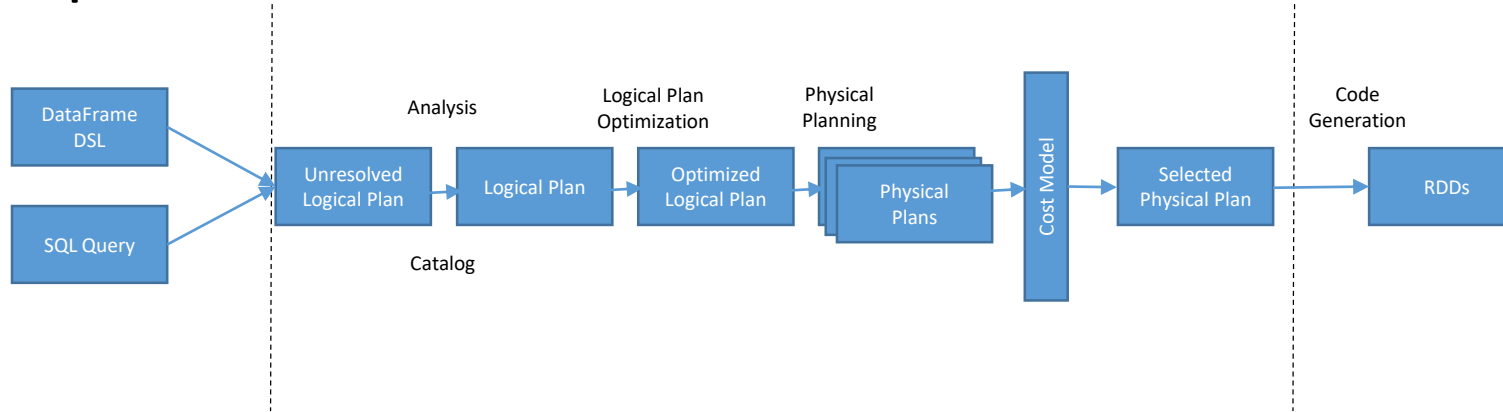 DataFrame
DSL
SQL Query
Analysis
Unresolved
Logical Plan
Catalog
Logical Plan
Logical Plan
Optimization
Optimized
Logical Plan
Physical
Planning
Physical
Plans
Cost Model
Selected
Physical Plan
Code
Generation
RDDs